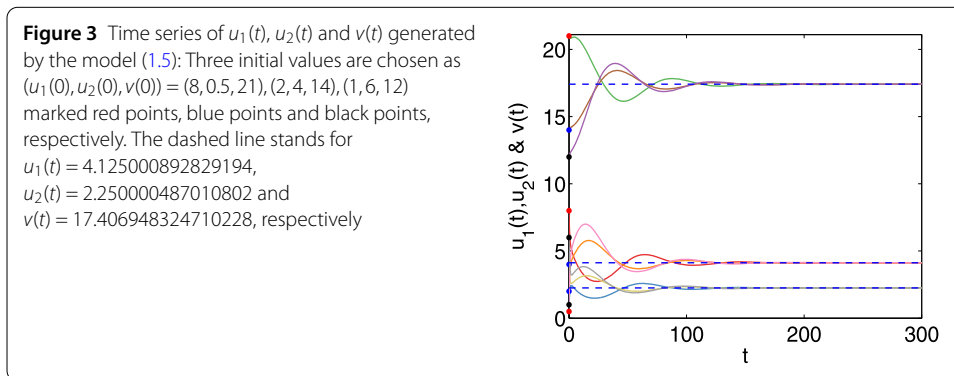 Figure 3 Time series of u₁(t), u₂(t) and v(t) generated
by the model (1.5): Three initial values are chosen as
(u₁(0), u₂(0), v(0)) = (8, 0.5, 21), (2, 4, 14), (1, 6, 12)
marked red points, blue points and black points,
respectively. The dashed line stands for
u₁(t) = 4.125000892829194,
u₂(t) = 2.250000487010802 and
v(t) = 17.406948324710228, respectively
u_1(t),u_2(t) & v(t)
20
15
10
5
0
0 100 200 300
t